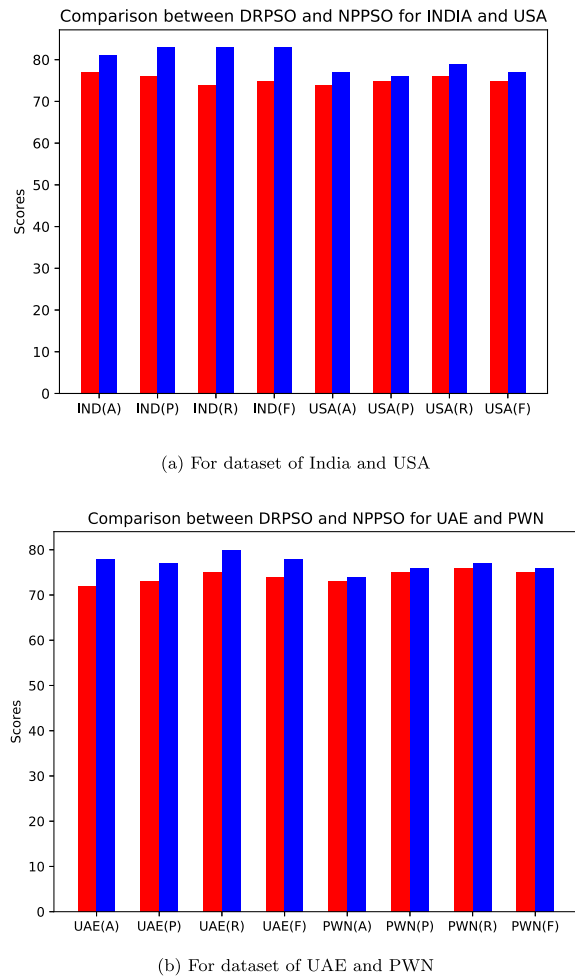 Comparison between DRPSO and NPPSO for INDIA and USA
80
70
60
50
40
30
20
10
0
Scores
IND(A) IND(P) IND(R) IND(F) USA(A) USA(P) USA(R) USA(F)
(a) For dataset of India and USA
Comparison between DRPSO and NPPSO for UAE and PWN
80
70
60
50
40
30
20
10
0
Scores
UAE(A) UAE(P) UAE(R) UAE(F) PWN(A) PWN(P) PWN(R) PWN(F)
(b) For dataset of UAE and PWN